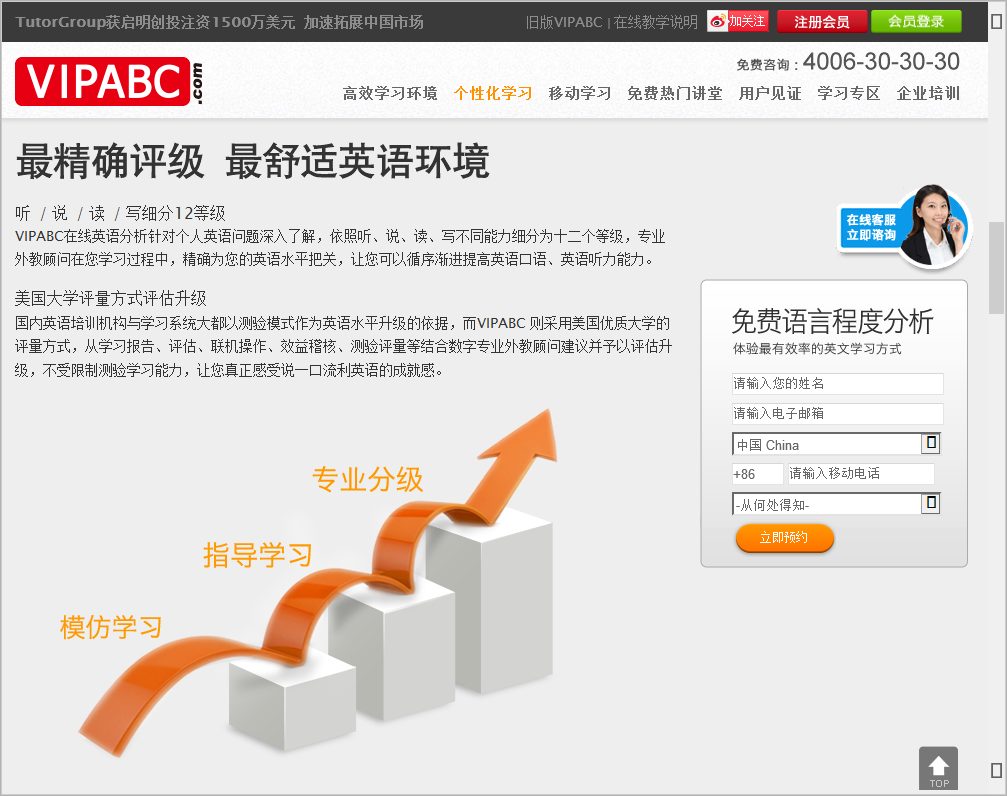 TutorGroup获启明创投注资1500万美元 加速拓展中国市场
旧版VIPABC | 在线教学说明
加关注
注册会员
会员登录
VIPABC.com
免费咨询：4006-30-30-30
高效学习环境 个性化学习 移动学习 免费热门讲堂 用户见证 学习专区 企业培训
最精确评级 最舒适英语环境
听 / 说 / 读 / 写细分12等级
VIPABC在线英语分析针对个人英语问题深入了解，依照听、说、读、写不同能力细分为十二个等级，专业
外教顾问在您学习过程中，精确为您的英语水平把关，让您可以循序渐进提高英语口语、英语听力能力。
美国大学评量方式评估升级
国内英语培训机构与学习系统大都以测验模式作为英语水平升级的依据，而VIPABC 则采用美国优质大学的
评量方式，从学习报告、评估、联机操作、效益稽核、测验评量等结合数字专业外教顾问建议并予以评估升
级，不受限制测验学习能力，让您真正感受说一口流利英语的成就感。
专业分级
指导学习
模仿学习
在线客服
立即谘询
免费语言程度分析
体验最有效率的英文学习方式
请输入您的姓名
请输入电子邮箱
中国 China
+86 请输入移动电话
-从何处得知-
立即预约
TOP